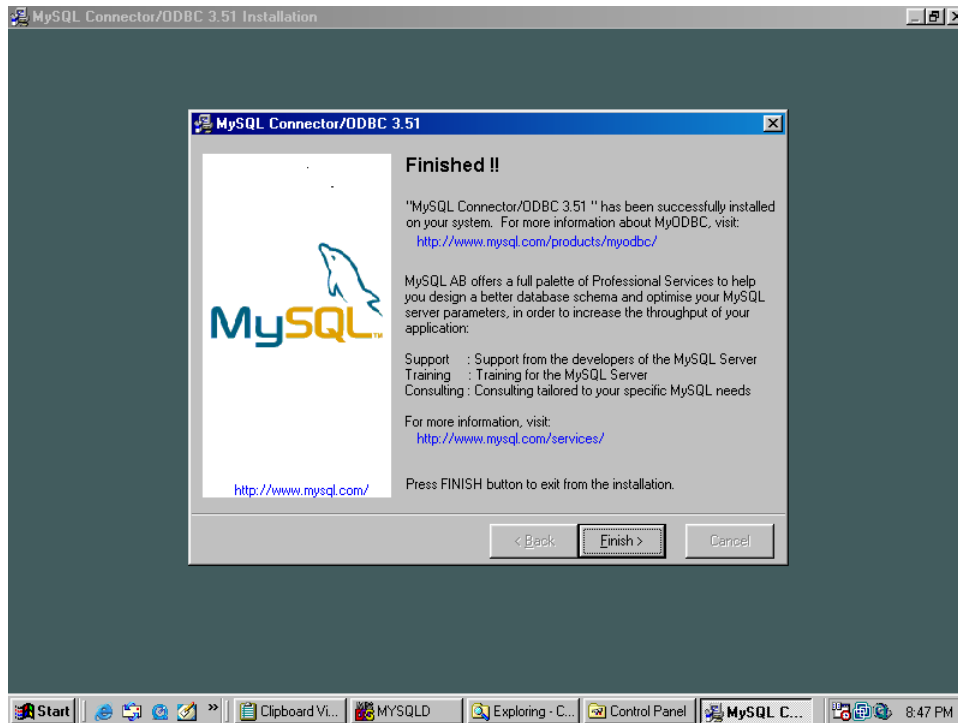 MySQL Connector/ODBC 3.51 Installation
MySQL Connector/ODBC 3.51
Finished !!
"MySQL Connector/ODBC 3.51 " has been successfully installed
on your system. For more information about MyODBC, visit:
http://www.mysql.com/products/myodbc/
MySQL AB offers a full palette of Professional Services to help
you design a better database schema and optimise your MySQL
server parameters, in order to increase the throughput of your
application:
Support : Support from the developers of the MySQL Server
Training : Training for the MySQL Server
Consulting : Consulting tailored to your specific MySQL needs
For more information, visit:
http://www.mysql.com/services/
Press FINISH button to exit from the installation.
MySQL™
http://www.mysql.com/
< Back
Finish >
Cancel
Start
»
Clipboard Vi...
MYSQLD
Exploring - C...
Control Panel
MySQL C...
8:47 PM